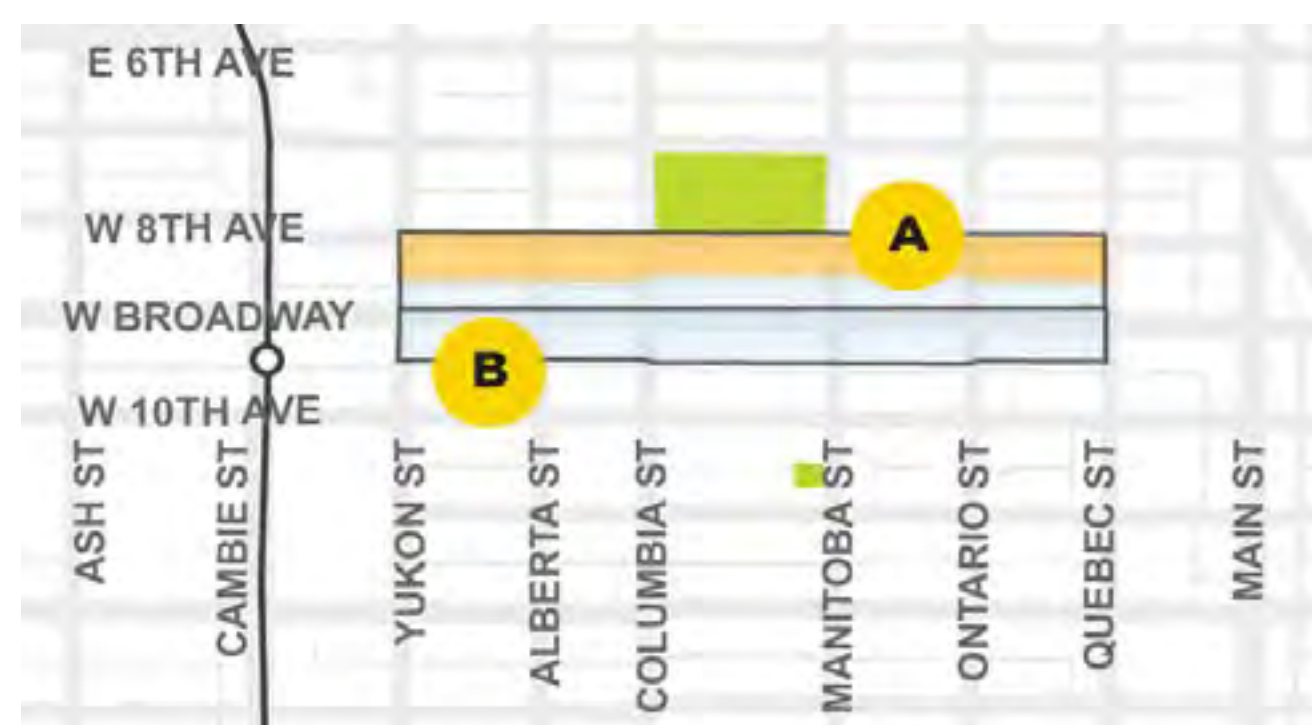 E 6TH AVE
W 8TH AVE
A
W BROADWAY
B
W 10TH AVE
ASH ST
CAMBIE ST
YUKON ST
ALBERTA ST
COLUMBIA ST
MANITOBA ST
ONTARIO ST
QUEBEC ST
MAIN ST